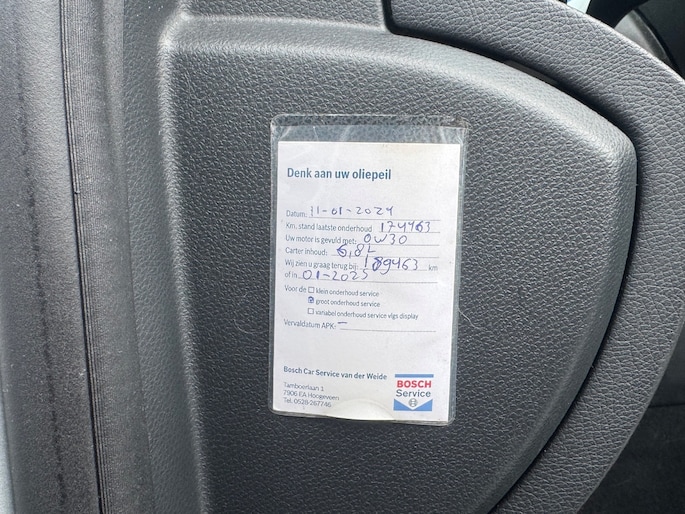 Denk aan uw oliepeil
Datum: 11-01-2024
Km. stand laatste onderhoud 174463
Uw motor is gevuld met: 0W30
Carter inhoud: 6,8L
Wij zien u graag terug bij: 189463 km
of in 01-2025
Voor de klein onderhoud service
groot onderhoud service
variabel onderhoud service vlgs display
Vervaldatum APK: -
Bosch Car Service van der Weide
Tamboerlaan 1
7906 EA Hoogeveen
Tel. 0528-267746
BOSCH
Service